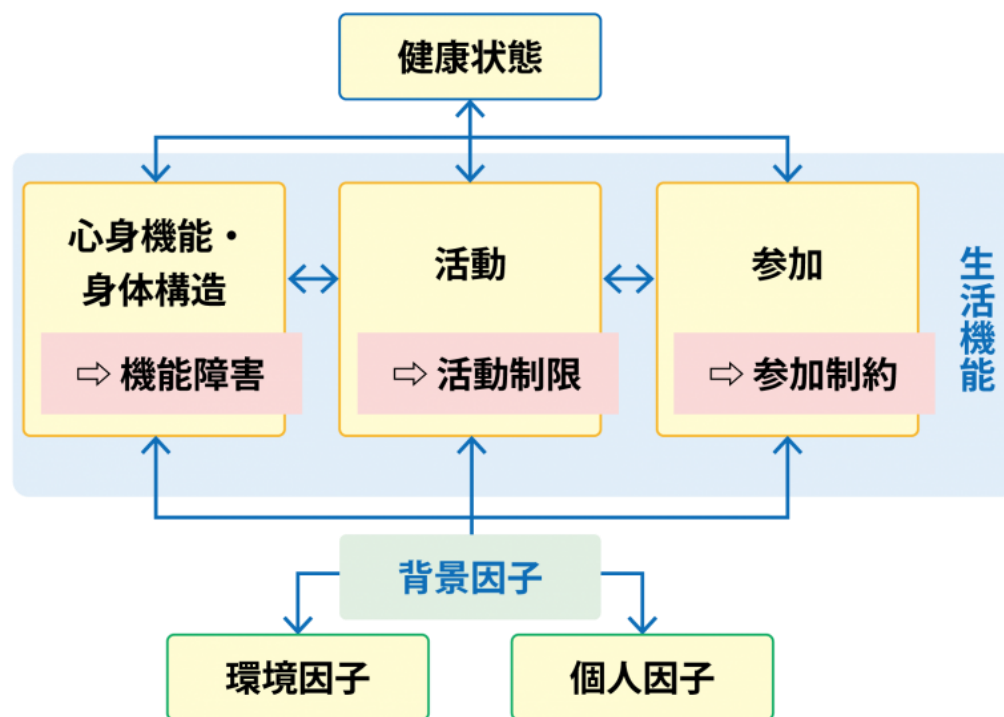 健康状態
心身機能・
身体構造
⇨ 機能障害
活動
⇨ 活動制限
参加
⇨ 参加制約
生活機能
背景因子
環境因子
個人因子